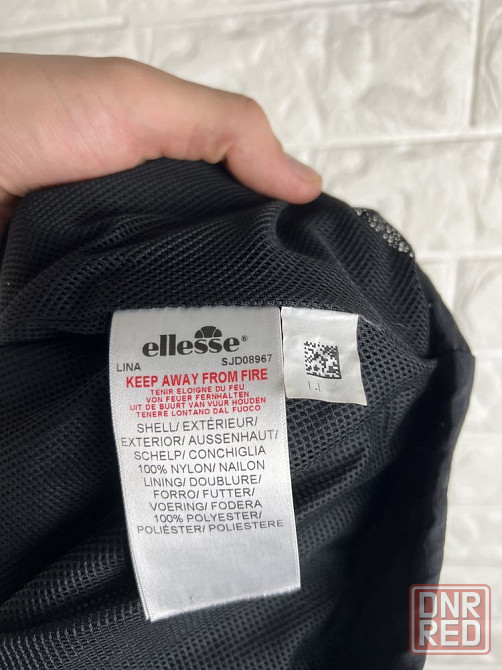 ellesse®
LINA SJD08967
KEEP AWAY FROM FIRE
TENIR ELOIGNE DU FEU
VON FEUER FERNHALTEN
UIT DE BUURT VAN VUUR HOUDEN
TENERE LONTANO DAL FUOCO
SHELL/ EXTÉRIEUR/
EXTERIOR/ AUSSENHAUT/
SCHELP/ CONCHIGLIA
100% NYLON/ NAILON
LINING/ DOUBLURE/
FORRO/ FUTTER/
VOERING/ FODERA
100% POLYESTER/
POLIÉSTER/ POLIESTERE
DNR
RED